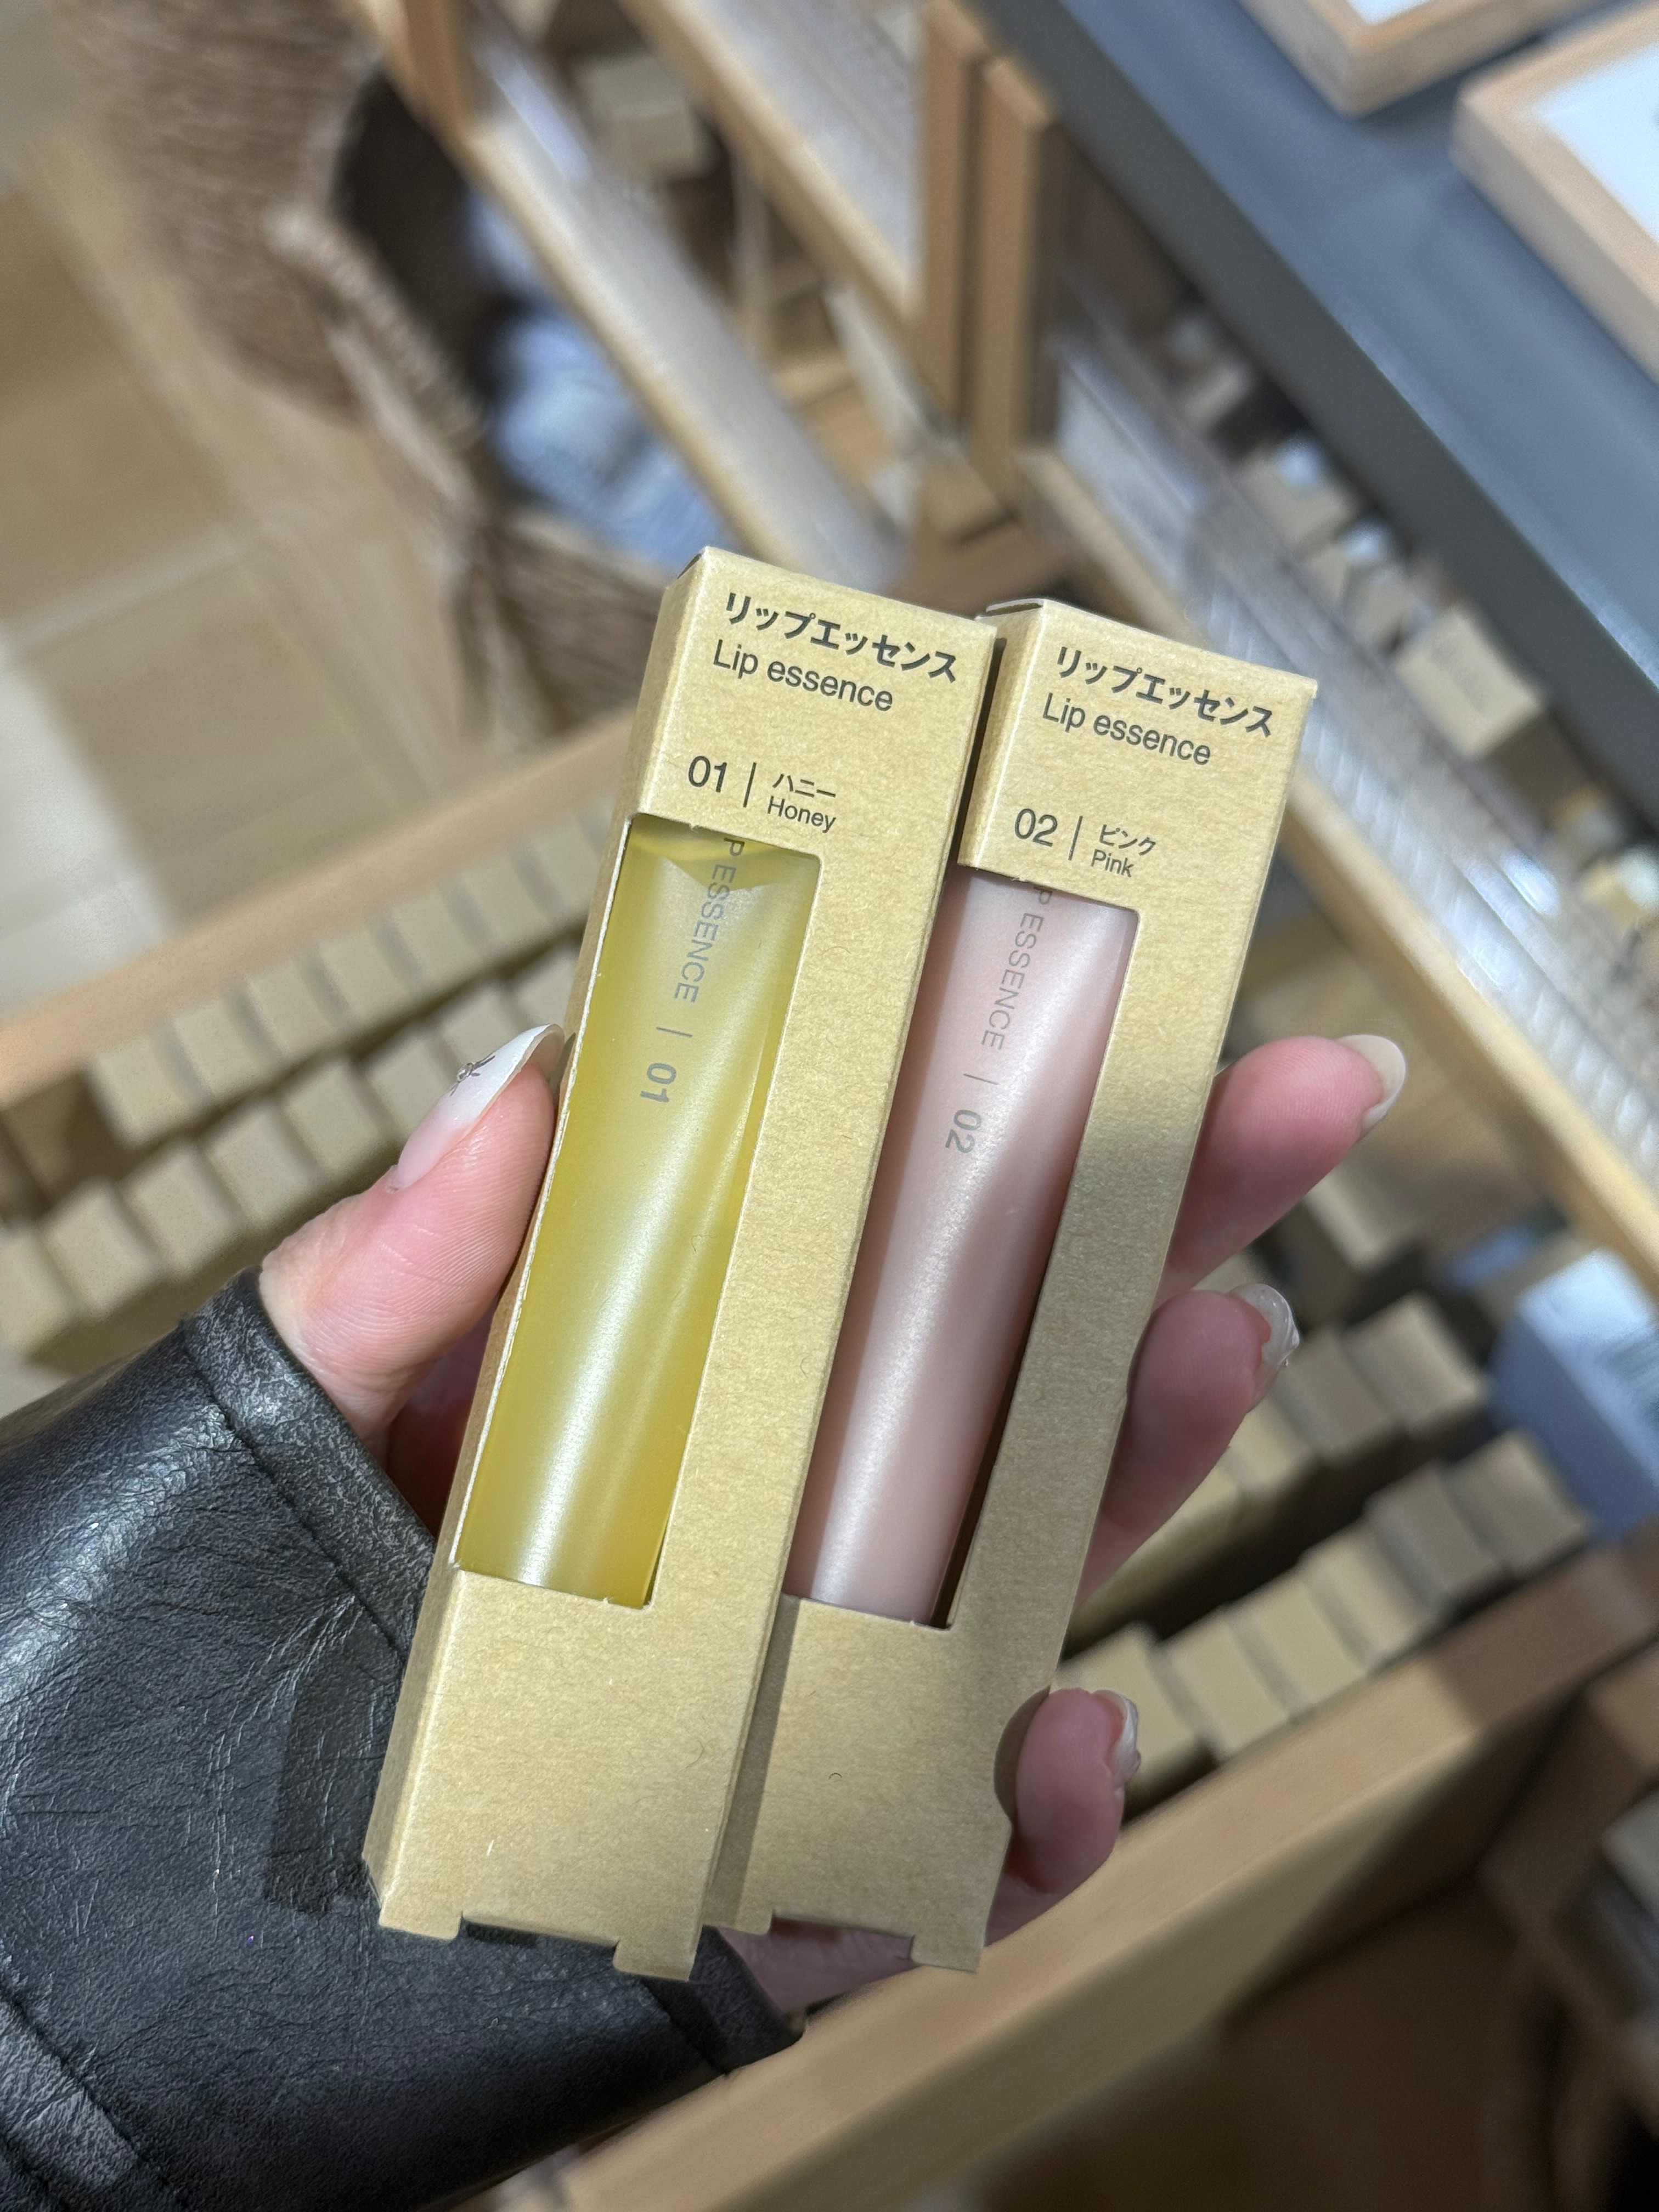 リップエッセンス
Lip essence
01 | ハニー
Honey
P ESSENCE | 01
リップエッセンス
Lip essence
02 | ピンク
Pink
P ESSENCE | 02